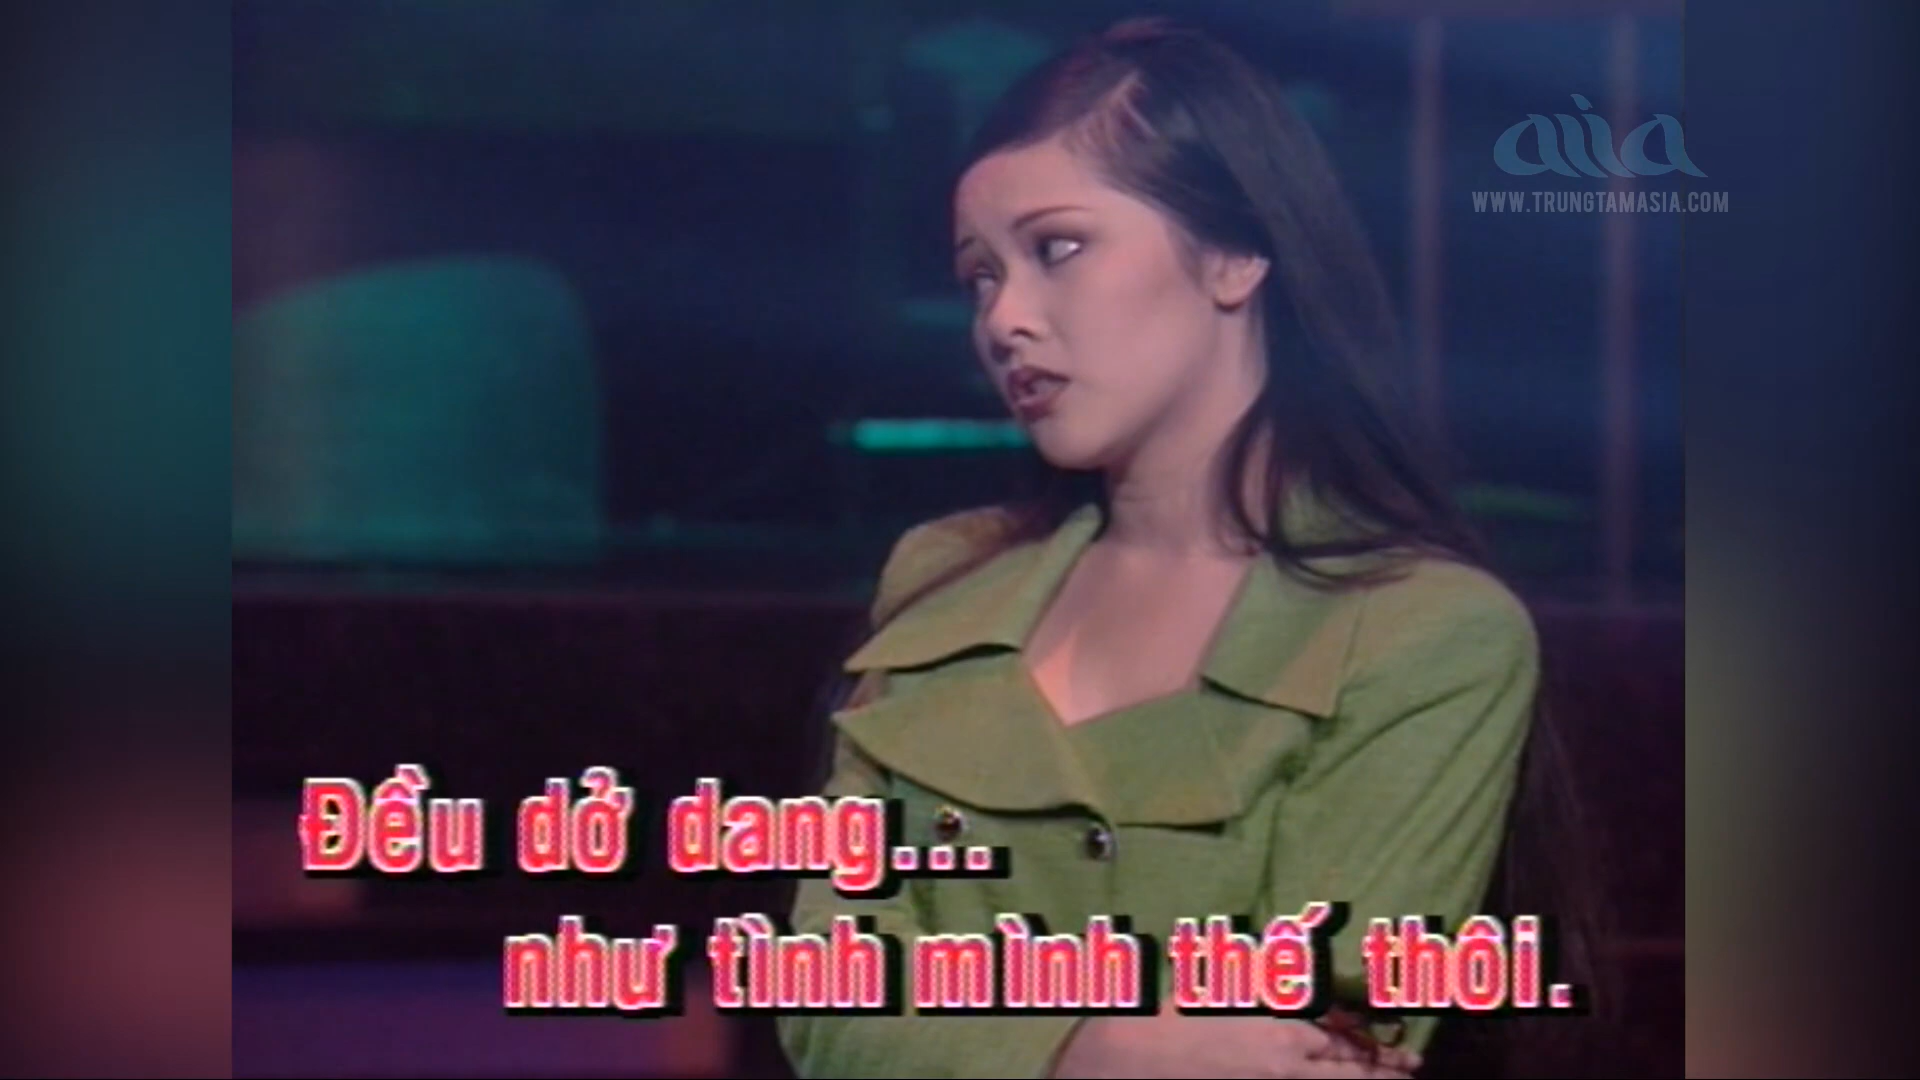 asia
WWW.TRUNGTAMASIA.COM
Đều dở dang...
như tình mình thế thôi.